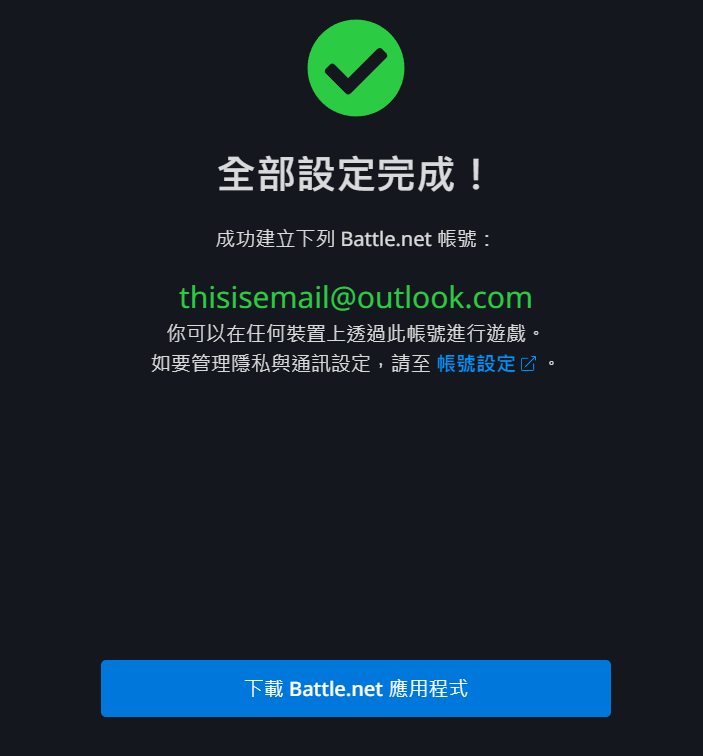 全部設定完成！
成功建立下列 Battle.net 帳號：
thisisemail@outlook.com
你可以在任何裝置上透過此帳號進行遊戲。
如要管理隱私與通訊設定，請至 帳號設定 。
下載 Battle.net 應用程式